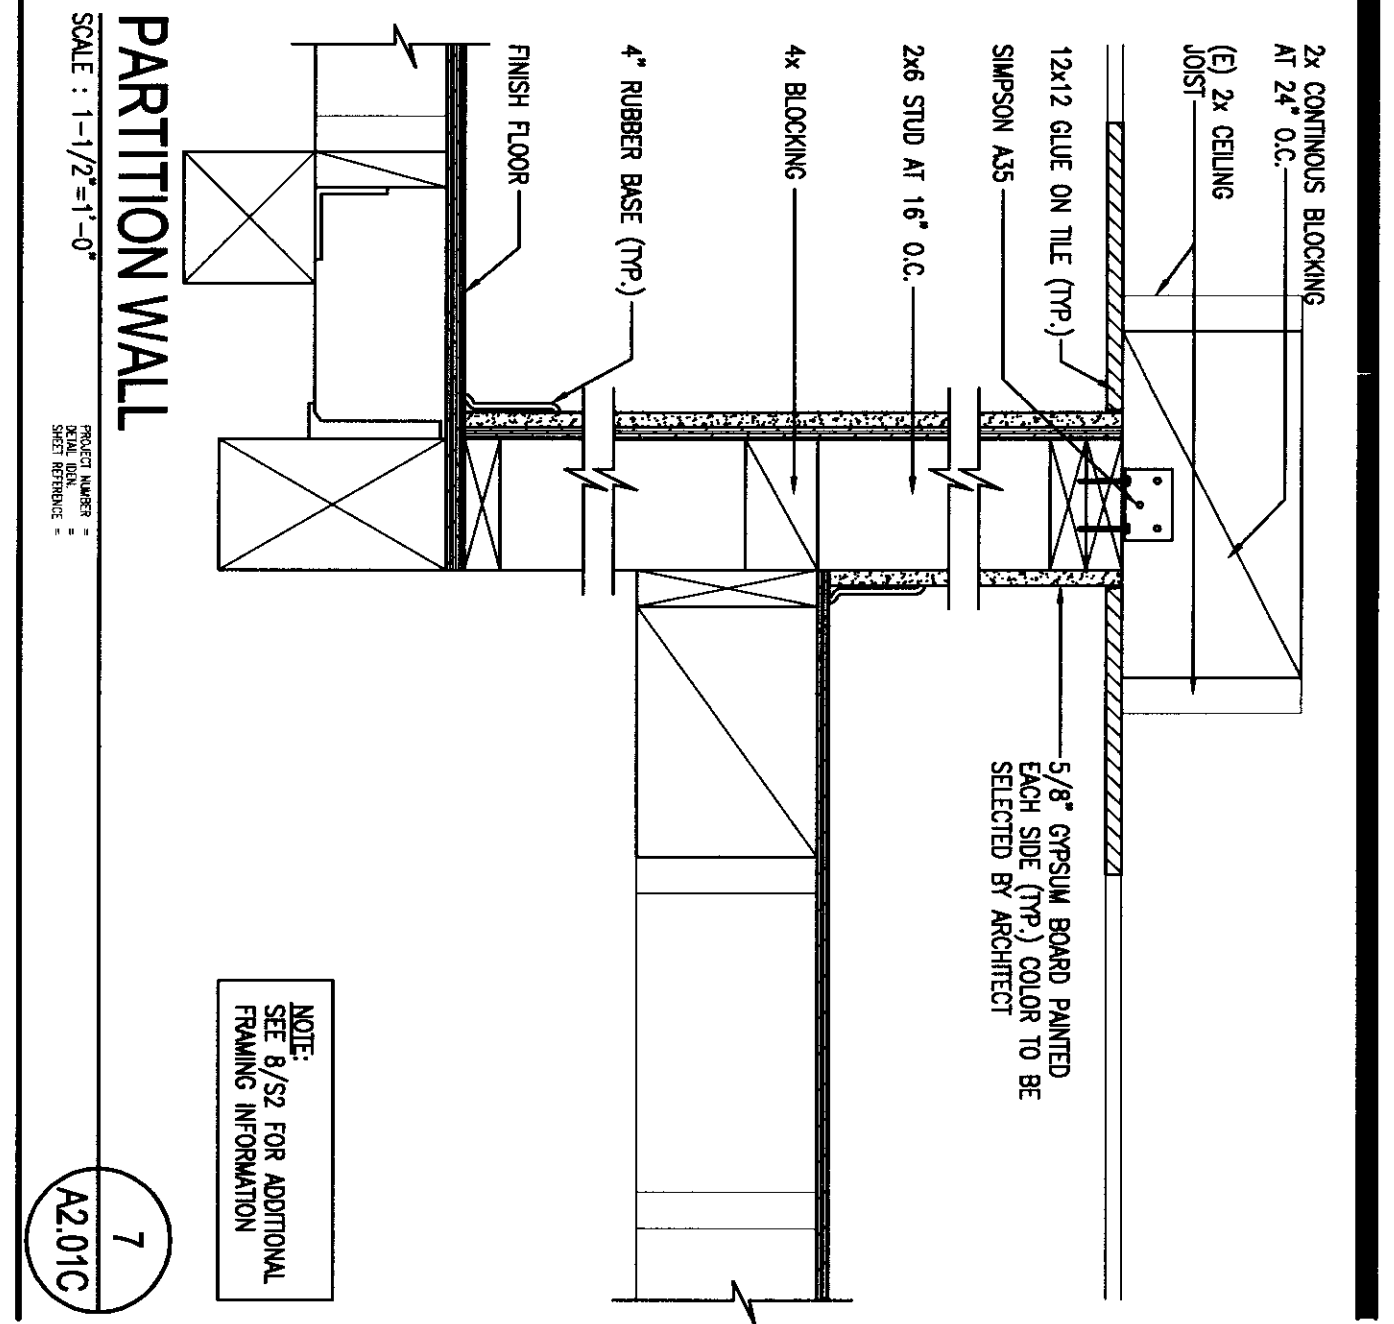 2x CONTINOUS BLOCKING
AT 24" O.C.
(E) 2x CEILING
JOIST
12x12 GLUE ON TILE (TYP.)
SIMPSON A35
2x6 STUD AT 16" O.C.
4x BLOCKING
4" RUBBER BASE (TYP.)
FINISH FLOOR
5/8" GYPSUM BOARD PAINTED
EACH SIDE (TYP.) COLOR TO BE
SELECTED BY ARCHITECT
NOTE:
SEE 8/S2 FOR ADDITIONAL
FRAMING INFORMATION
PARTITION WALL
SCALE : 1-1/2"=1'-0"
PROJECT NUMBER =
DETAIL IDEN. =
SHEET REFERENCE =
7
A2.01C